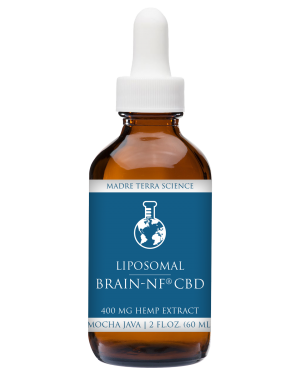 MADRE TERRA SCIENCE
LIPOSOMAL
BRAIN-NF® CBD
400 MG HEMP EXTRACT
MOCHA JAVA | 2 FL.OZ. (60 ML